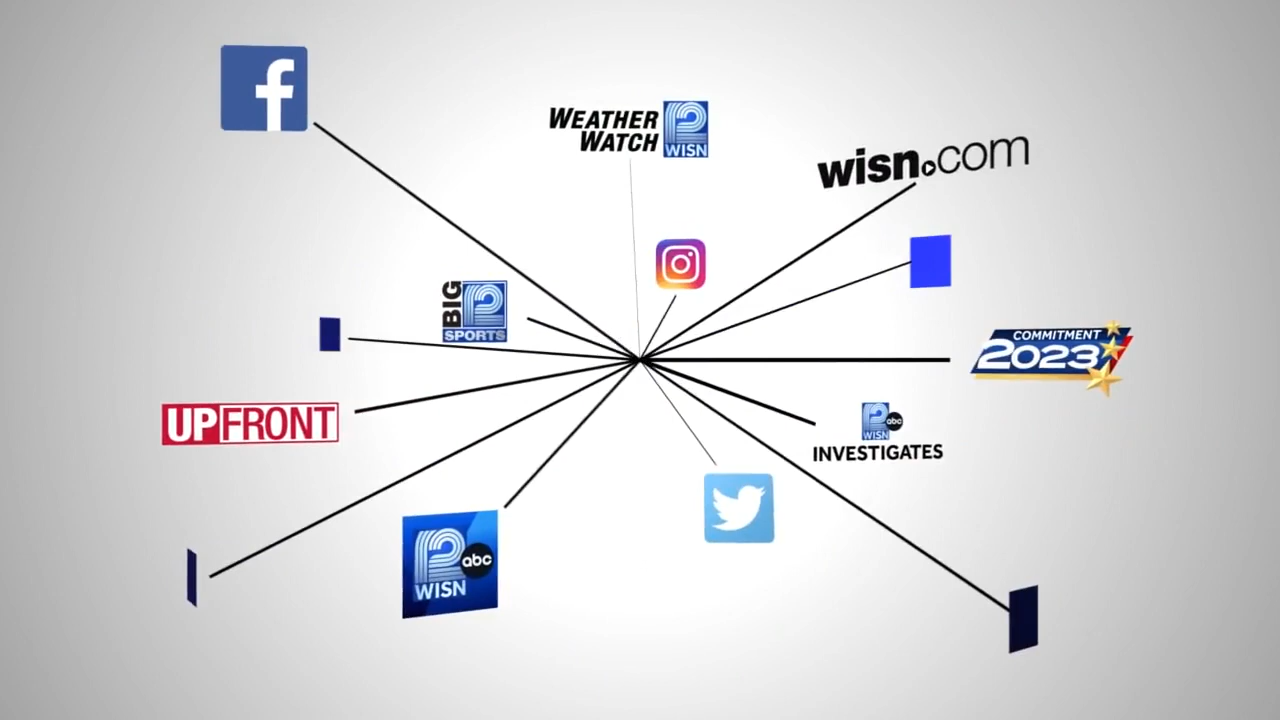 f
WEATHER
WATCH
12
WISN
wisn.com
BIG
12
SPORTS
COMMITMENT
2023
UPFRONT
12
abc
WISN
INVESTIGATES
12
abc
WISN